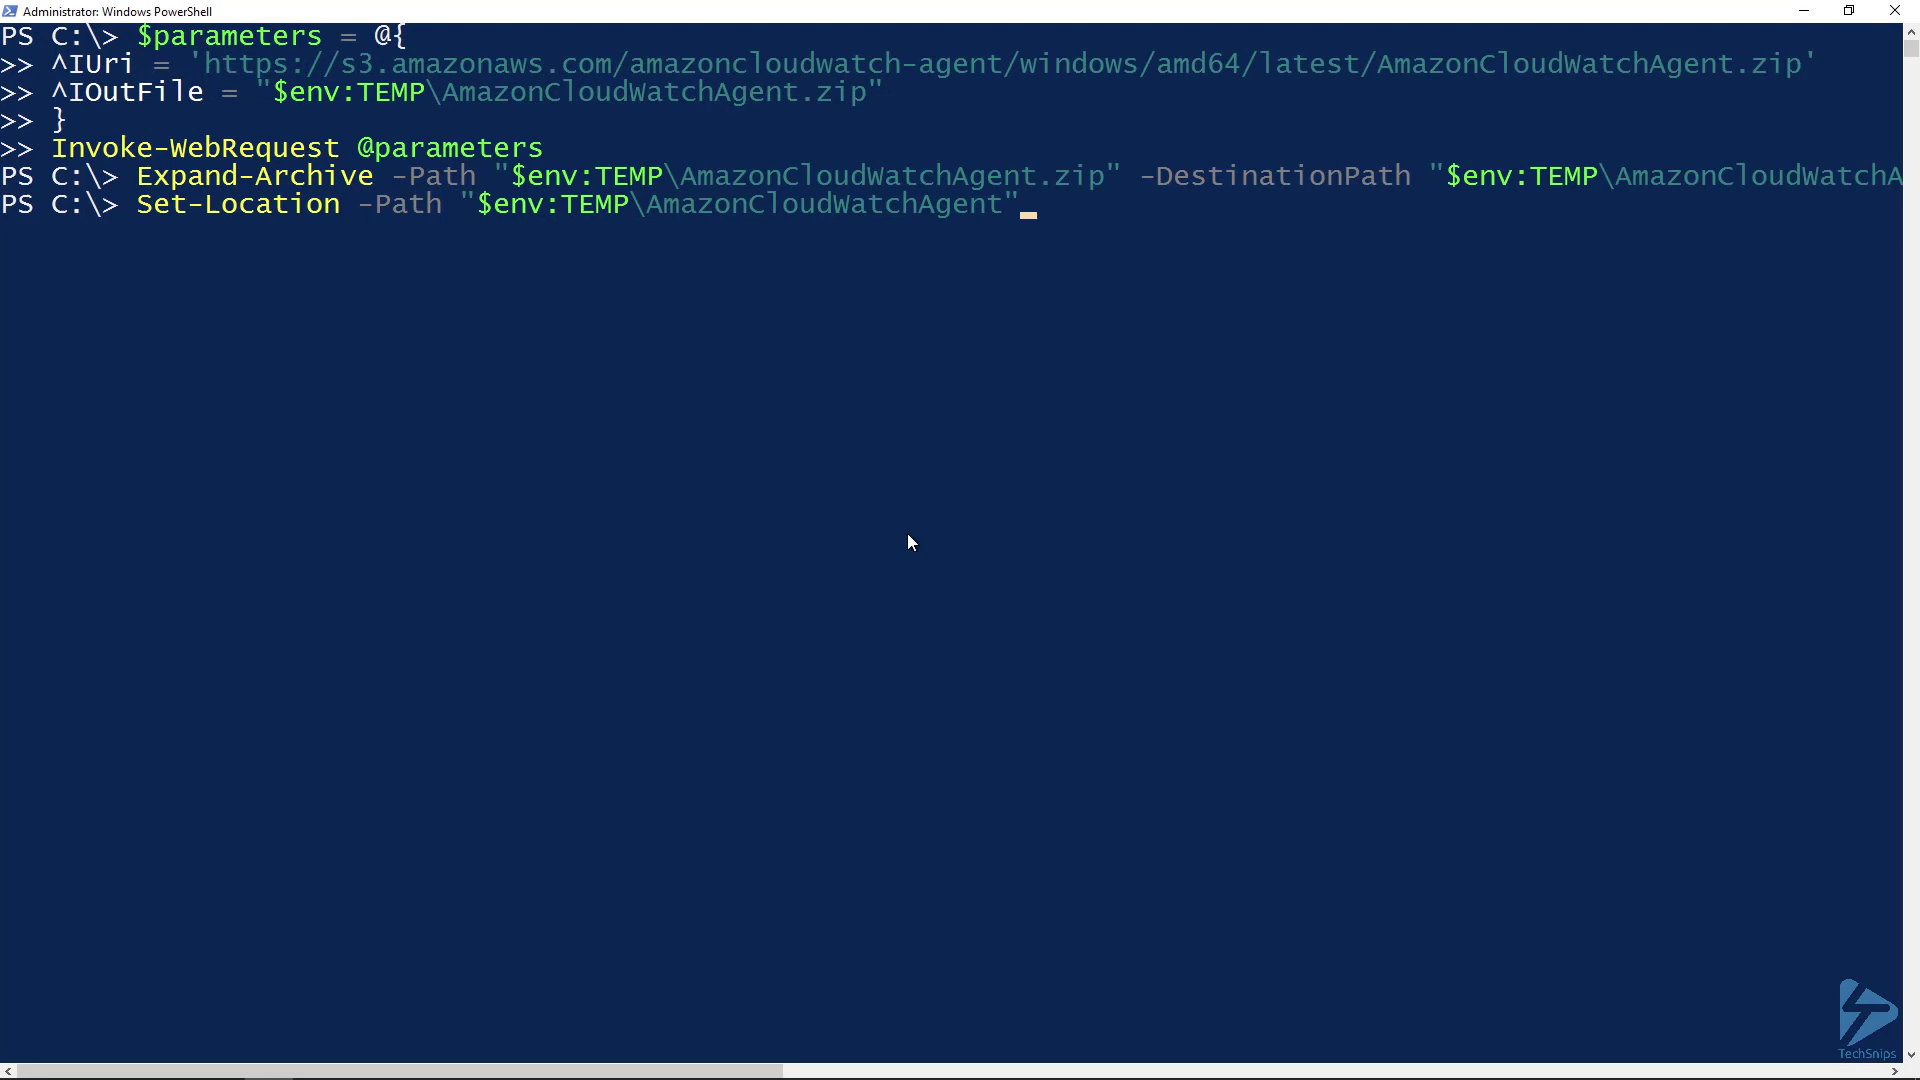 Administrator: Windows PowerShell
PS C:\> $parameters = @{
>> ^IUri = 'https://s3.amazonaws.com/amazoncloudwatch-agent/windows/amd64/latest/AmazonCloudWatchAgent.zip'
>> ^IOutFile = "$env:TEMP\AmazonCloudWatchAgent.zip"
>> }
>> Invoke-WebRequest @parameters
PS C:\> Expand-Archive -Path "$env:TEMP\AmazonCloudWatchAgent.zip" -DestinationPath "$env:TEMP\AmazonCloudWatchA
PS C:\> Set-Location -Path "$env:TEMP\AmazonCloudWatchAgent"
TechSnips